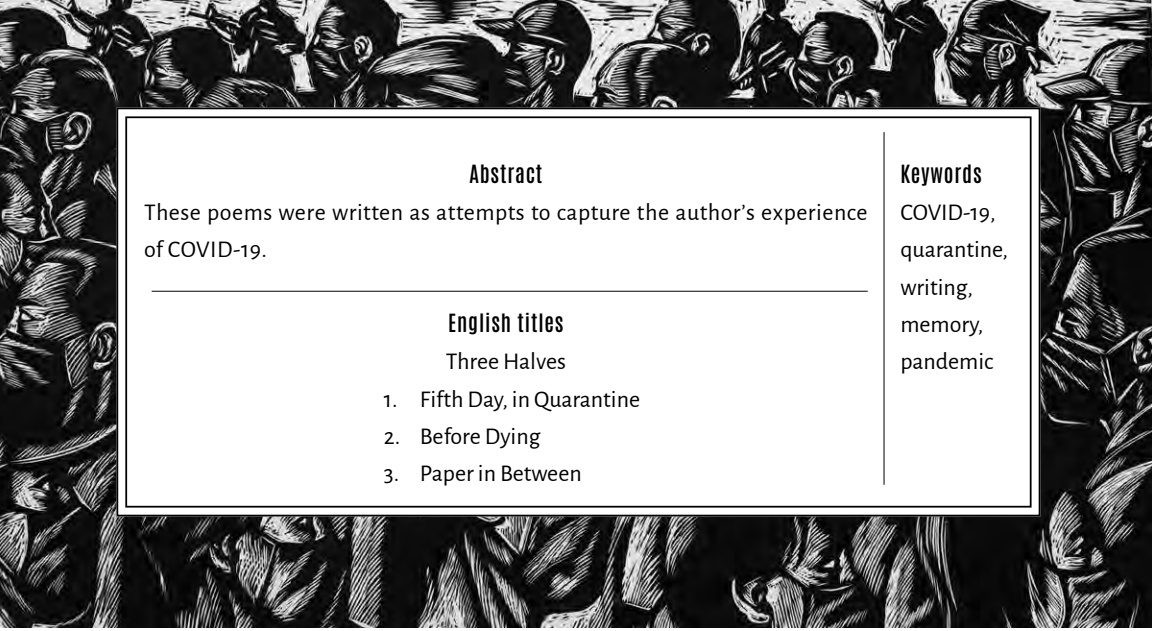 Abstract
These poems were written as attempts to capture the author’s experience
of COVID-19.
English titles
Three Halves
1. Fifth Day, in Quarantine
2. Before Dying
3. Paper in Between
Keywords
COVID-19,
quarantine,
writing,
memory,
pandemic